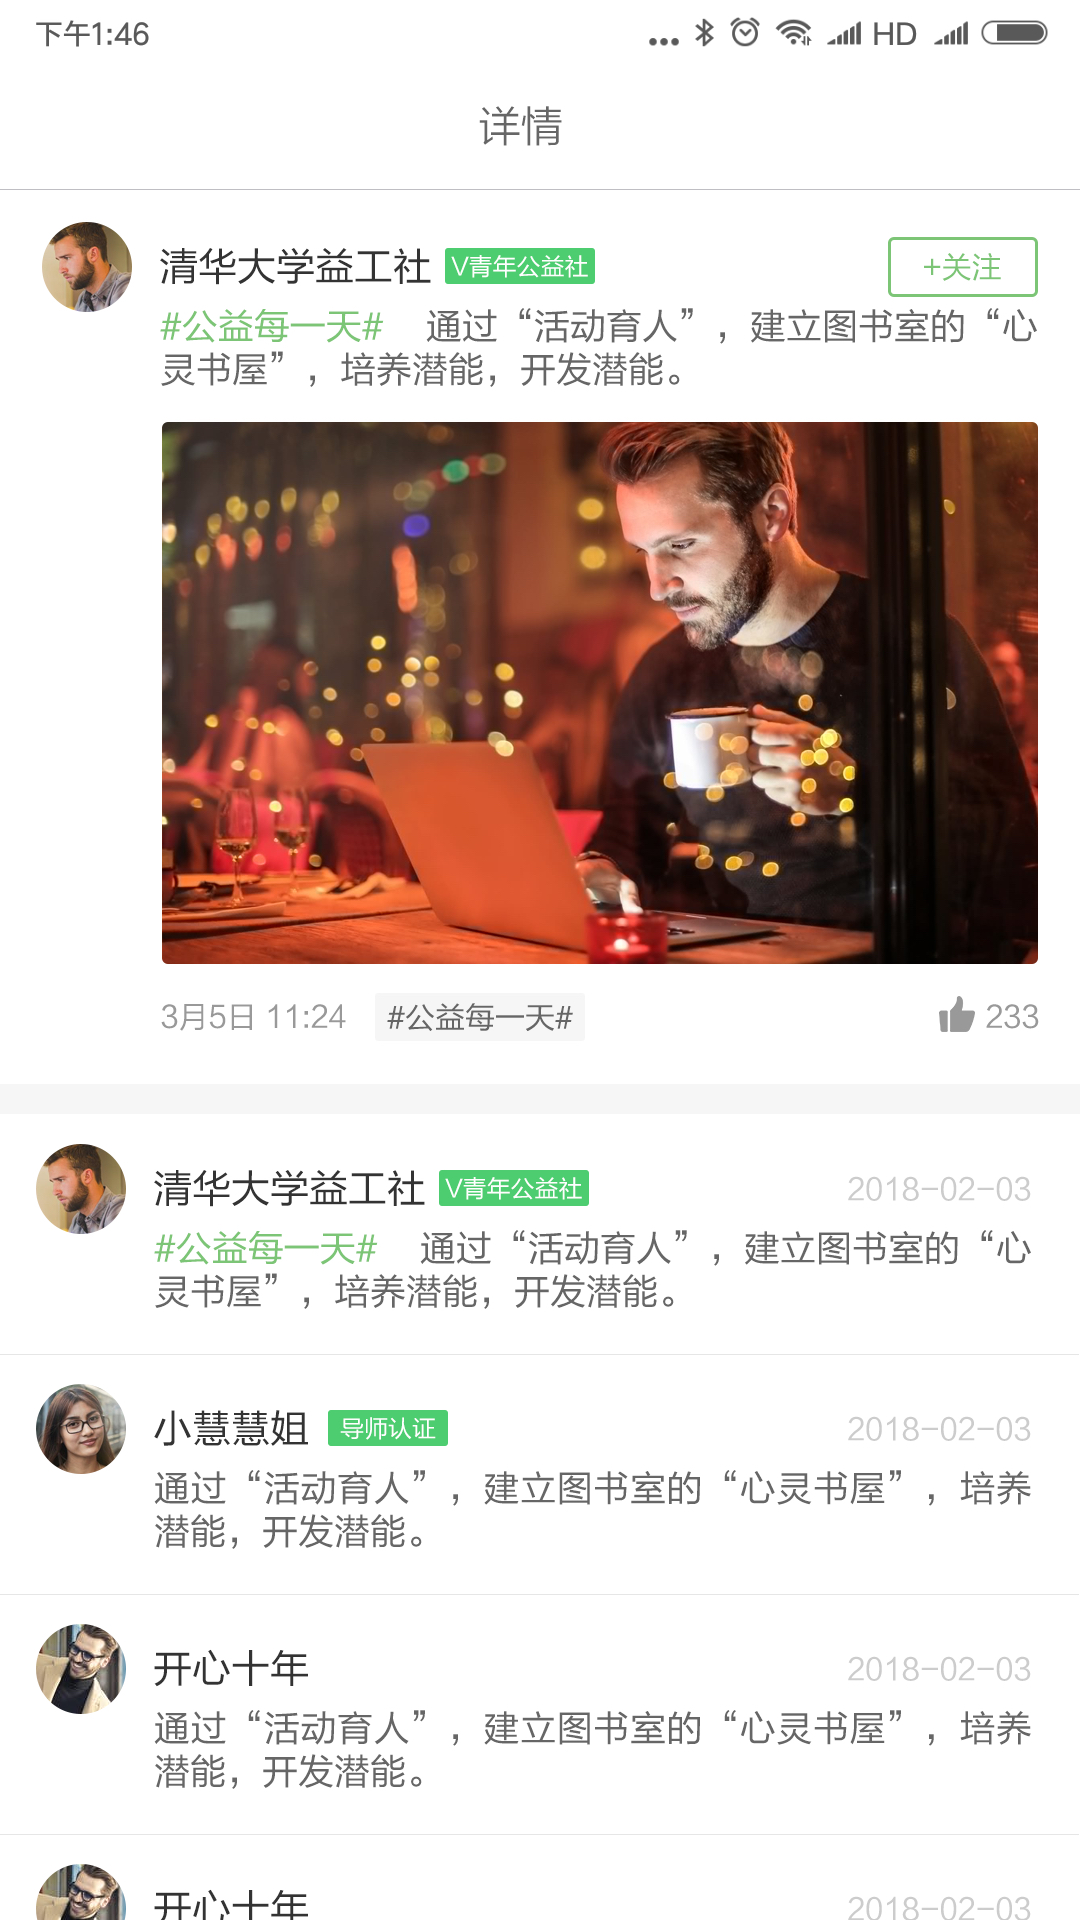 下午1:46
HD
详情
清华大学益工社 V青年公益社 +关注
#公益每一天# 通过“活动育人”，建立图书室的“心
灵书屋”，培养潜能，开发潜能。
3月5日 11:24 #公益每一天# 233
清华大学益工社 V青年公益社 2018-02-03
#公益每一天# 通过“活动育人”，建立图书室的“心
灵书屋”，培养潜能，开发潜能。
小慧慧姐 导师认证 2018-02-03
通过“活动育人”，建立图书室的“心灵书屋”，培养
潜能，开发潜能。
开心十年 2018-02-03
通过“活动育人”，建立图书室的“心灵书屋”，培养
潜能，开发潜能。
开心十年 2018-02-03